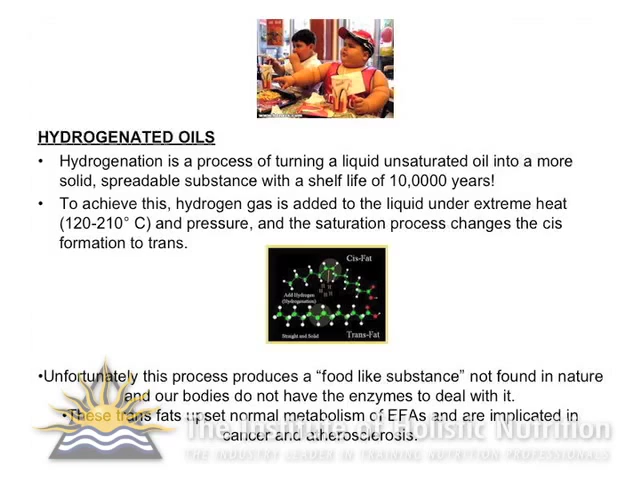 HYDROGENATED OILS
• Hydrogenation is a process of turning a liquid unsaturated oil into a more
solid, spreadable substance with a shelf life of 10,0000 years!
• To achieve this, hydrogen gas is added to the liquid under extreme heat
(120-210° C) and pressure, and the saturation process changes the cis
formation to trans.
Cis-Fat
Add Hydrogen
(Hydrogenation)
Trans-Fat
Straight and Solid
•Unfortunately this process produces a “food like substance” not found in nature
and our bodies do not have the enzymes to deal with it.
•These trans fats upset normal metabolism of EFAs and are implicated in
cancer and atherosclerosis.
The Institute of Holistic Nutrition
THE INDUSTRY LEADER IN TRAINING NUTRITION PROFESSIONALS